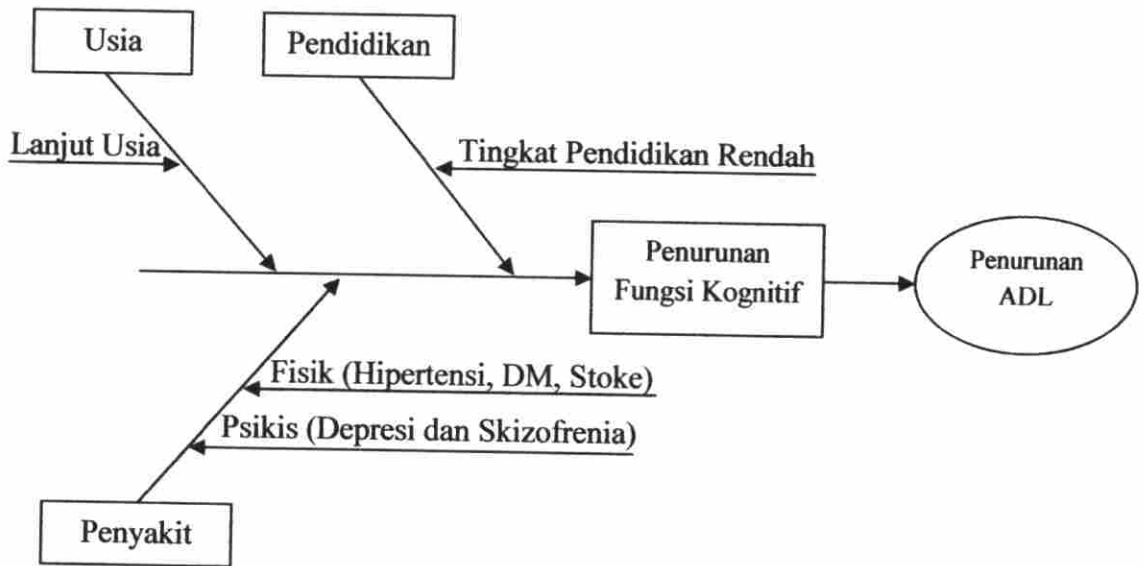 Usia
Pendidikan
Lanjut Usia
Tingkat Pendidikan Rendah
Penurunan
Fungsi Kognitif
Penurunan
ADL
Fisik (Hipertensi, DM, Stoke)
Psikis (Depresi dan Skizofrenia)
Penyakit